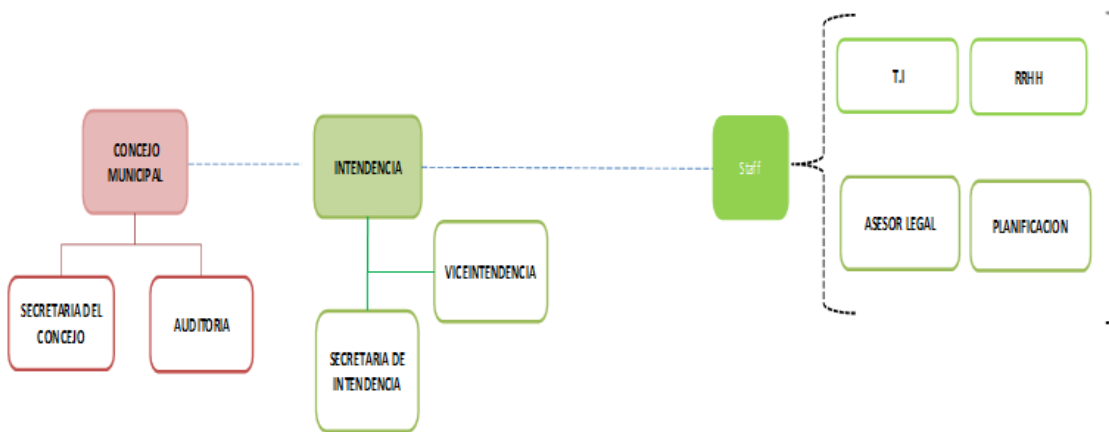 CONCEJO
MUNICIPAL
SECRETARIA DEL
CONCEJO
AUDITORIA
INTENDENCIA
VICEINTENDENCIA
SECRETARIA DE
INTENDENCIA
Staff
T.I
RRHH
ASESOR LEGAL
PLANIFICACION